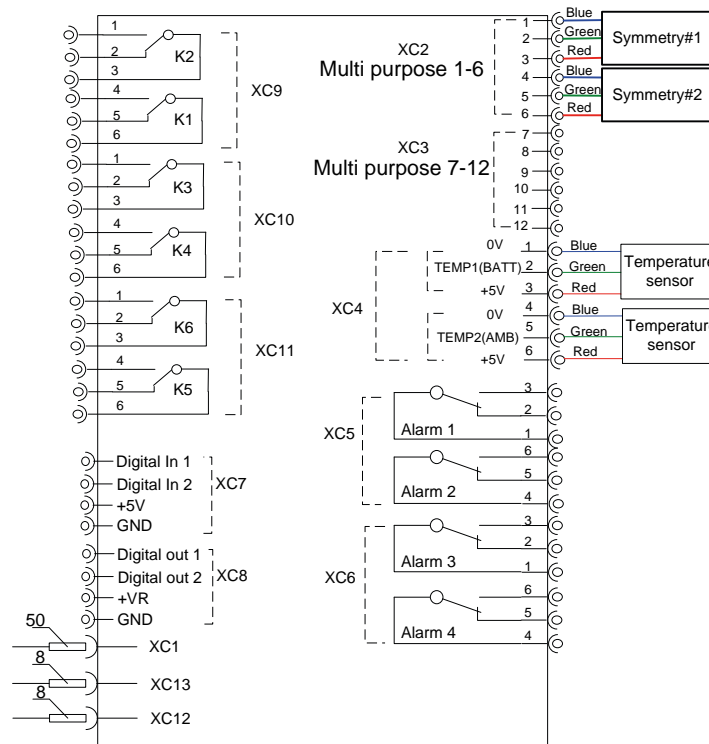 1
K2
2
3
4
K1
5
6
XC9
1
K3
2
3
4
K4
5
6
XC10
1
K6
2
3
4
K5
5
6
XC11
Digital In 1
Digital In 2
+5V
GND
XC7
Digital out 1
Digital out 2
+VR
GND
XC8
50
XC1
8
XC13
8
XC12
XC2
Multi purpose 1-6
1 Blue
2 Green
3 Red
Symmetry#1
4 Blue
5 Green
6 Red
Symmetry#2
XC3
Multi purpose 7-12
7
8
9
10
11
12
XC4
0V 1 Blue
TEMP1(BATT) 2 Green
+5V 3 Red
Temperature
sensor
0V 4 Blue
TEMP2(AMB) 5 Green
+5V 6 Red
Temperature
sensor
XC5
3
2
Alarm 1 1
6
5
Alarm 2 4
XC6
3
2
Alarm 3 1
6
5
Alarm 4 4